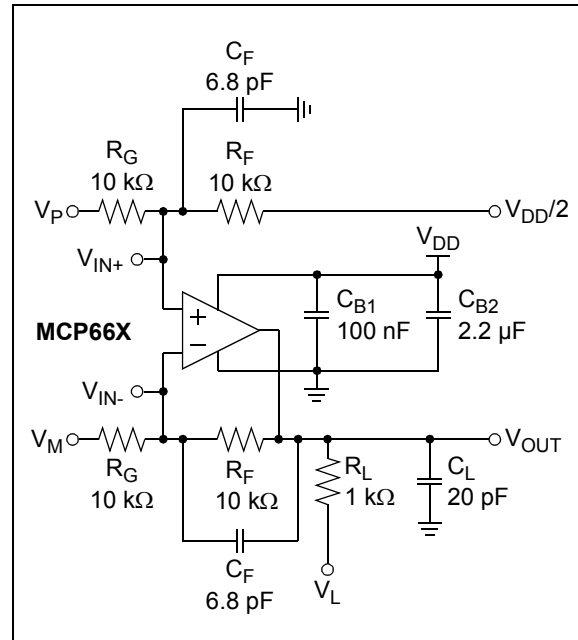 C_F
6.8 pF
R_G
10 kΩ
R_F
10 kΩ
V_P
V_DD/2
V_DD
V_IN+
C_B1
100 nF
C_B2
2.2 µF
MCP66X
+
−
V_IN-
V_M
V_OUT
R_G
10 kΩ
R_F
10 kΩ
R_L
1 kΩ
C_L
20 pF
C_F
6.8 pF
V_L